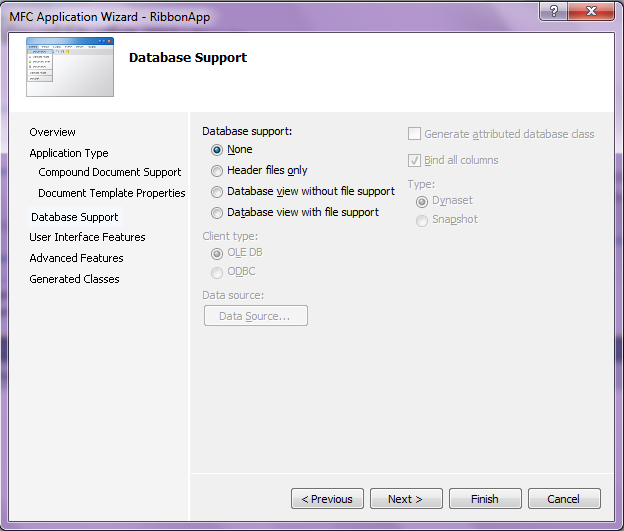 MFC Application Wizard - RibbonApp
?
Database Support
Overview
Application Type
Compound Document Support
Document Template Properties
Database Support
User Interface Features
Advanced Features
Generated Classes
Database support:
None
Header files only
Database view without file support
Database view with file support
Client type:
OLE DB
ODBC
Data source:
Data Source...
Generate attributed database class
Bind all columns
Type:
Dynaset
Snapshot
< Previous
Next >
Finish
Cancel